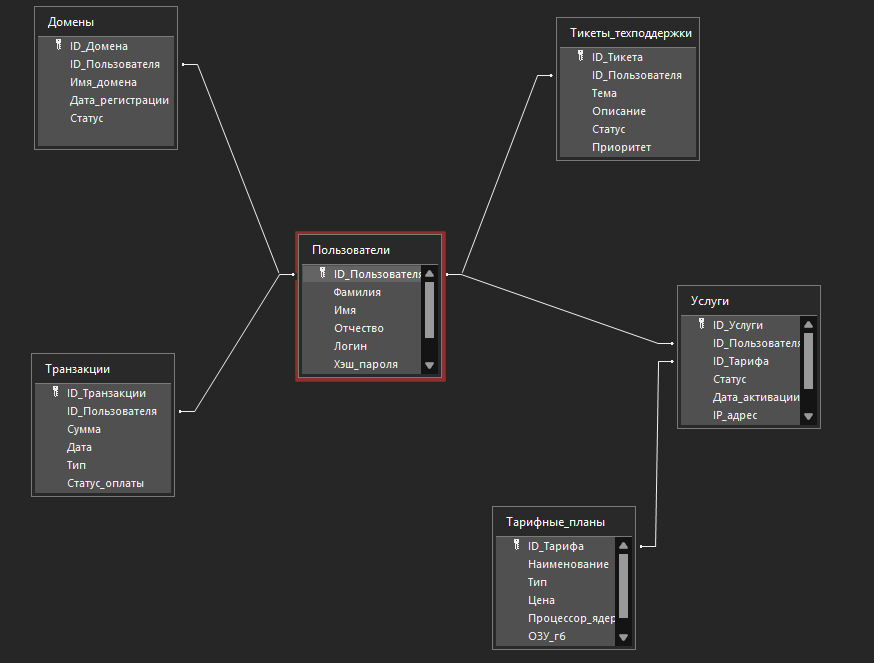 Домены
ID_Домена
ID_Пользователя
Имя_домена
Дата_регистрации
Статус
Тикеты_техподдержки
ID_Тикета
ID_Пользователя
Тема
Описание
Статус
Приоритет
Пользователи
ID_Пользователя
Фамилия
Имя
Отчество
Логин
Хэш_пароля
Услуги
ID_Услуги
ID_Пользователя
ID_Тарифа
Статус
Дата_активации
IP_адрес
Транзакции
ID_Транзакции
ID_Пользователя
Сумма
Дата
Тип
Статус_оплаты
Тарифные_планы
ID_Тарифа
Наименование
Тип
Цена
Процессор_ядер
ОЗУ_гб